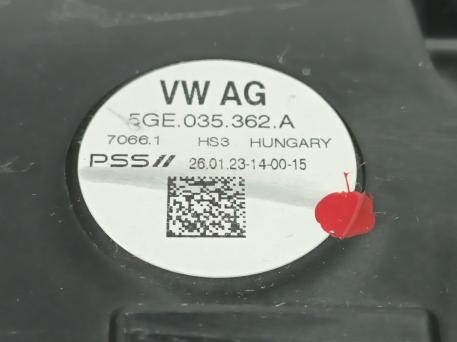 VW AG
5GE.035.362.A
7066.1 HS3 HUNGARY
PSS// 26.01.23-14-00-15